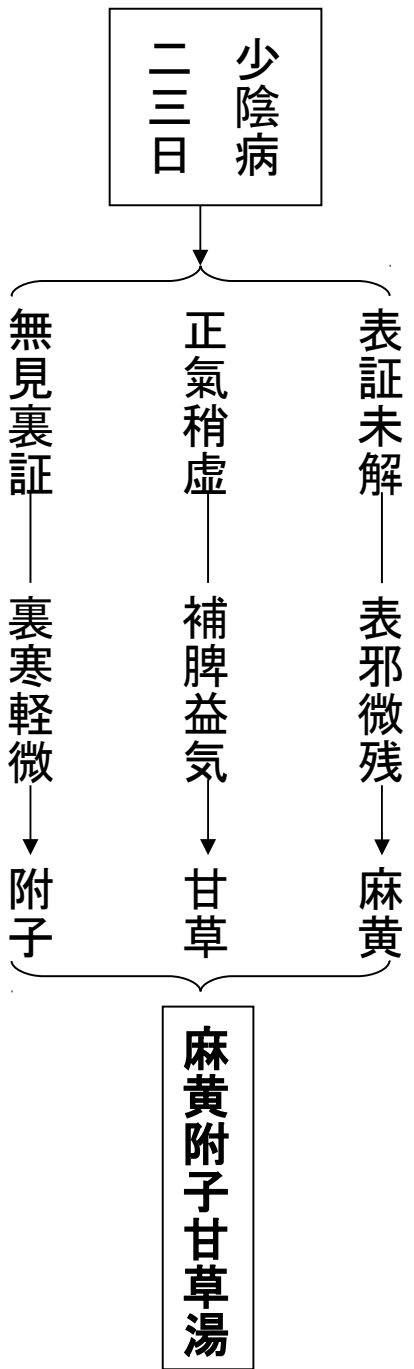 少陰病
二三日
表証未解
正氣稍虚
無見裏証
表邪微残
補脾益気
裏寒軽微
麻黄
甘草
附子
麻黄附子甘草湯